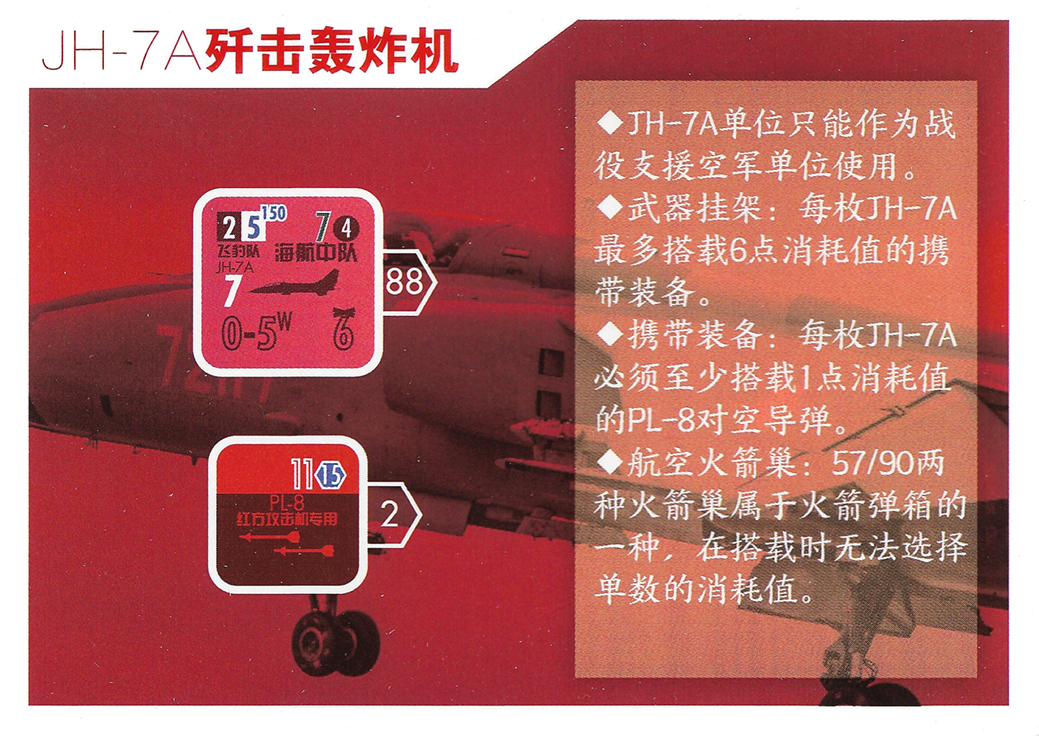 JH-7A歼击轰炸机
◆JH-7A单位只能作为战
役支援空军单位使用。
◆武器挂架：每枚JH-7A
最多搭载6点消耗值的携
带装备。
◆携带装备：每枚JH-7A
必须至少搭载1点消耗值
的PL-8对空导弹。
◆航空火箭巢：57/90两
种火箭巢属于火箭弹箱的
一种，在搭载时无法选择
单数的消耗值。
2 5 150 7 4
飞豹队 海航中队
JH-7A
7
0-5W 6
88
11 15
PL-8
红方攻击机专用
2